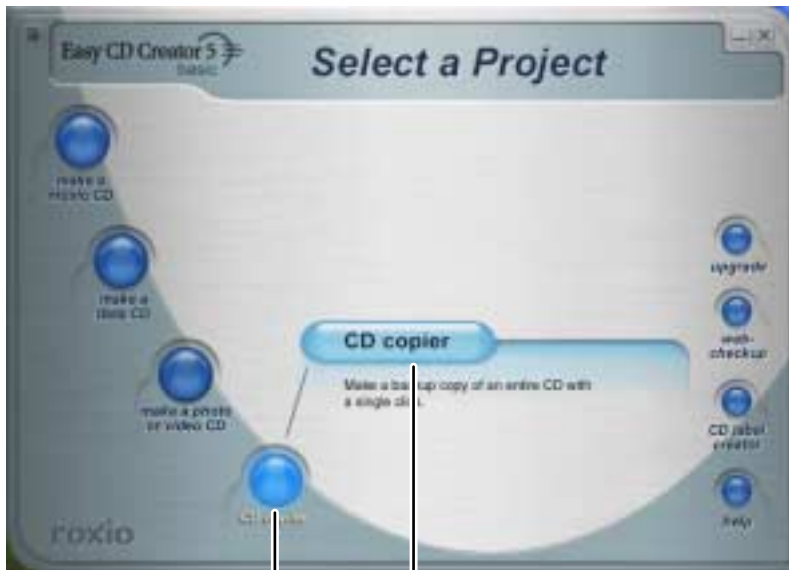 Easy CD Creator 5
BASIC
Select a Project
make a
music CD
make a
data CD
make a photo
or video CD
CD copier
CD copier
Make a backup copy of an entire CD with
a single click.
upgrade
web-
checkup
CD label
creator
help
roxio